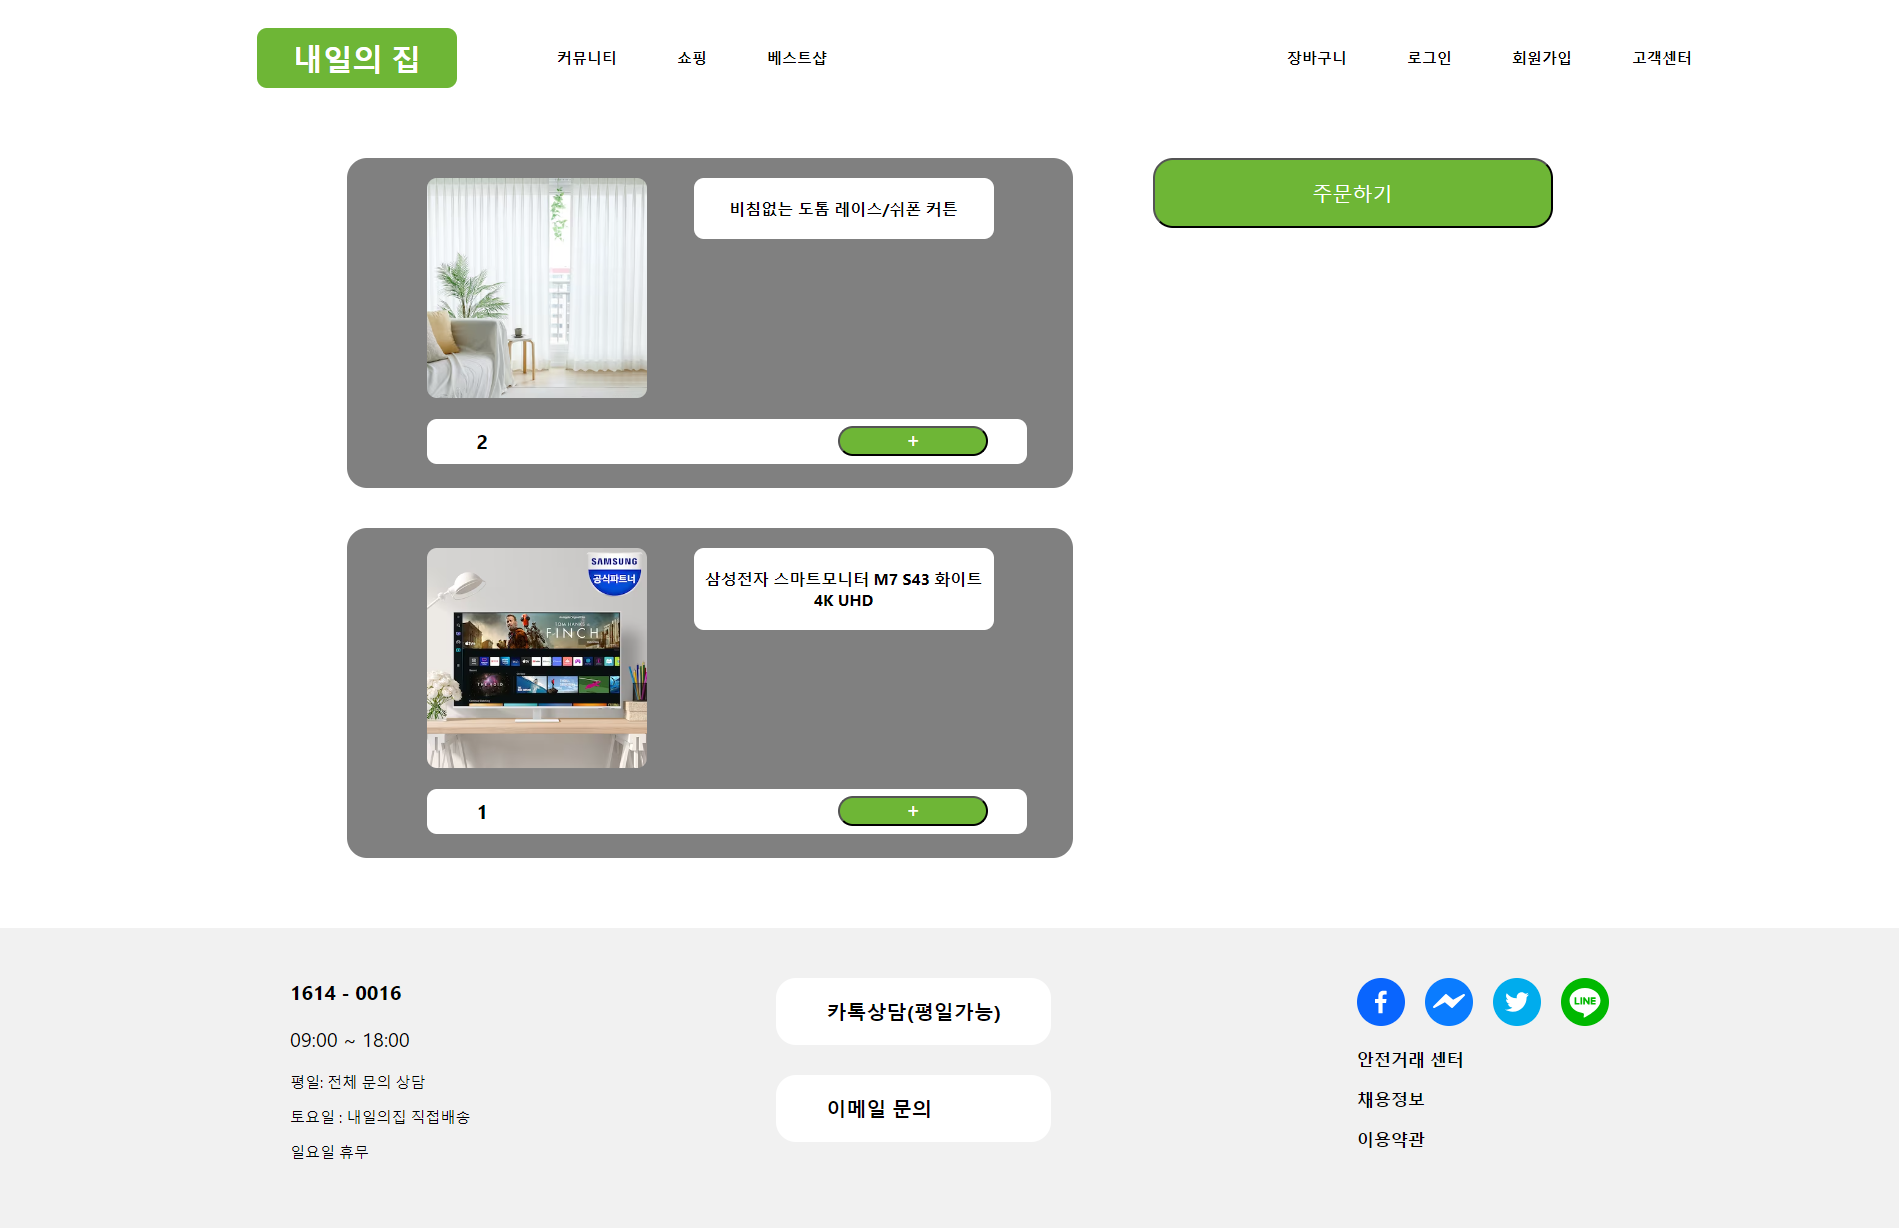 내일의 집
커뮤니티
쇼핑
베스트샵
장바구니
로그인
회원가입
고객센터
비침없는 도톰 레이스/쉬폰 커튼
주문하기
2
+
SAMSUNG
공식파트너
TOM HANKS
FINCH
THE VOID
삼성전자 스마트모니터 M7 S43 화이트
4K UHD
1
+
1614 - 0016
09:00 ~ 18:00
평일: 전체 문의 상담
토요일 : 내일의집 직접배송
일요일 휴무
카톡상담(평일가능)
이메일 문의
LINE
안전거래 센터
채용정보
이용약관